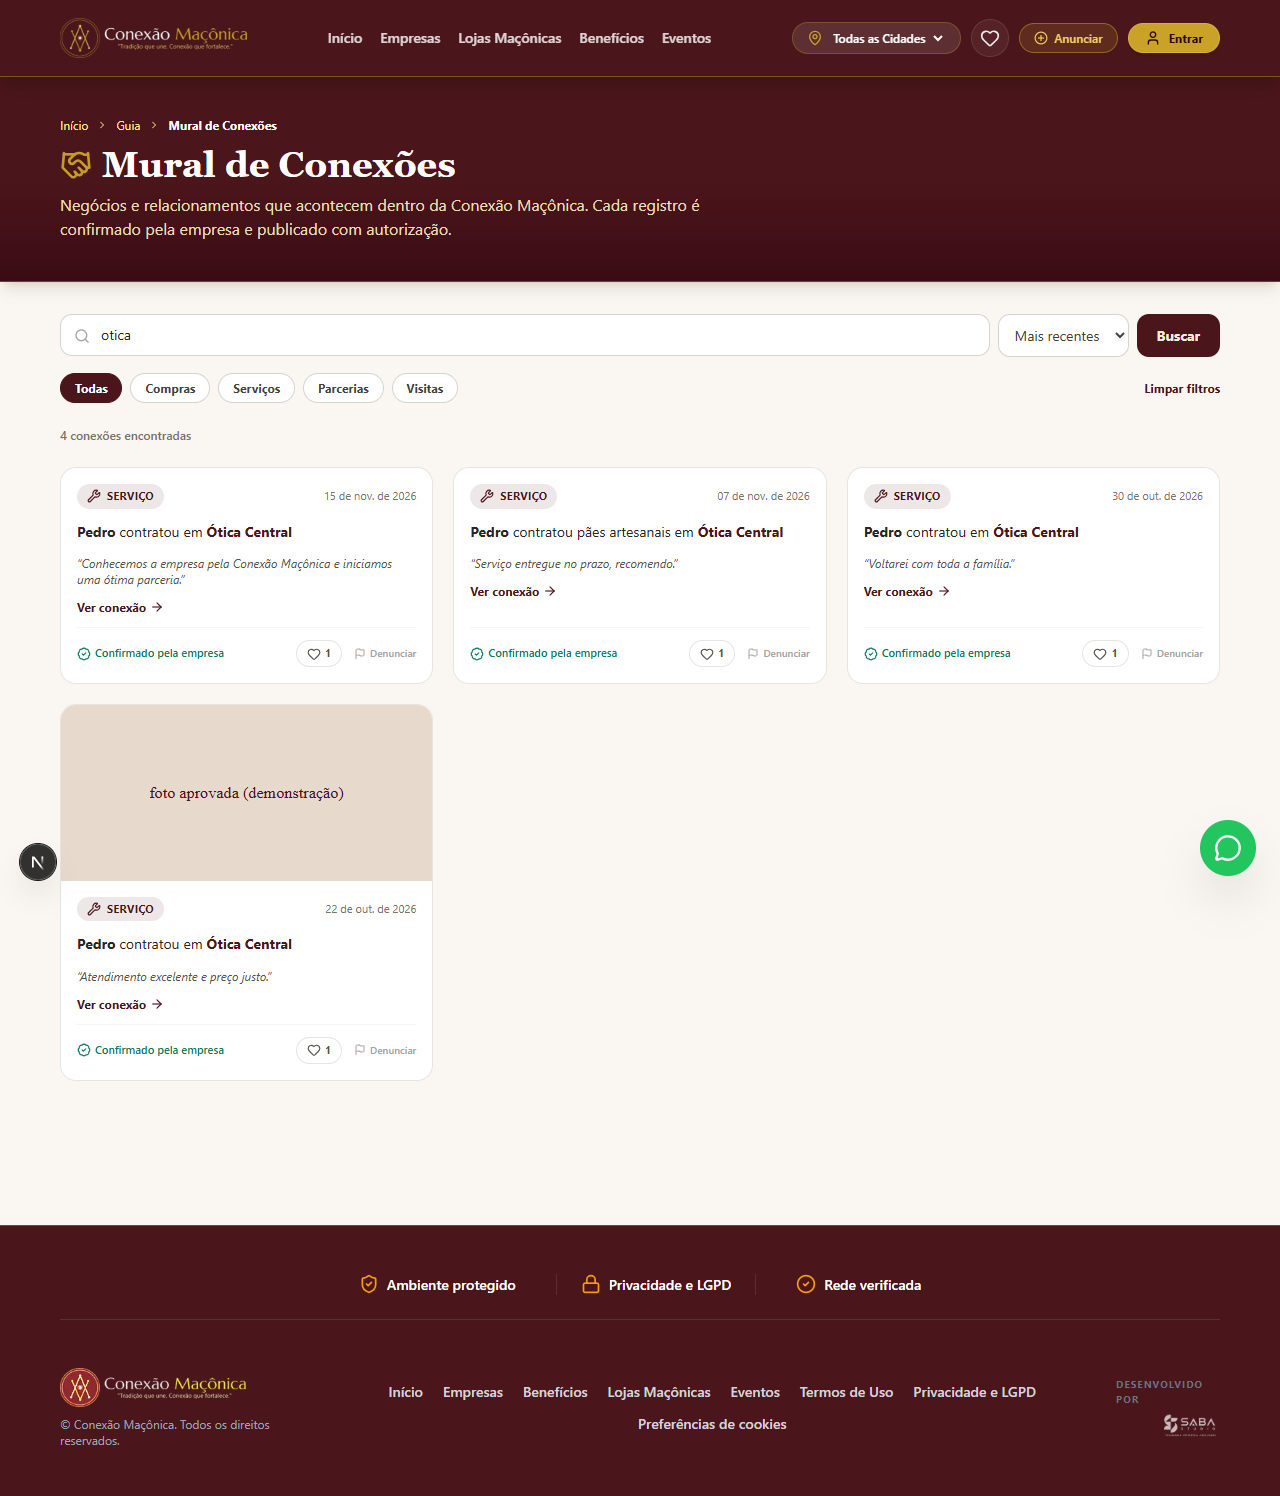 Conexão Maçônica
"Tradição que une. Conexão que fortalece."
Início Empresas Lojas Maçônicas Benefícios Eventos
Todas as Cidades
Anunciar
Entrar
Início > Guia > Mural de Conexões
Mural de Conexões
Negócios e relacionamentos que acontecem dentro da Conexão Maçônica. Cada registro é
confirmado pela empresa e publicado com autorização.
otica
Mais recentes
Buscar
Todas Compras Serviços Parcerias Visitas
Limpar filtros
4 conexões encontradas
SERVIÇO
15 de nov. de 2026
Pedro contratou em Ótica Central
“Conhecemos a empresa pela Conexão Maçônica e iniciamos
uma ótima parceria.”
Ver conexão →
Confirmado pela empresa
1
Denunciar
SERVIÇO
07 de nov. de 2026
Pedro contratou pães artesanais em Ótica Central
“Serviço entregue no prazo, recomendo.”
Ver conexão →
Confirmado pela empresa
1
Denunciar
SERVIÇO
30 de out. de 2026
Pedro contratou em Ótica Central
“Voltarei com toda a família.”
Ver conexão →
Confirmado pela empresa
1
Denunciar
foto aprovada (demonstração)
SERVIÇO
22 de out. de 2026
Pedro contratou em Ótica Central
“Atendimento excelente e preço justo.”
Ver conexão →
Confirmado pela empresa
1
Denunciar
N
Ambiente protegido
Privacidade e LGPD
Rede verificada
Conexão Maçônica
"Tradição que une. Conexão que fortalece."
© Conexão Maçônica. Todos os direitos
reservados.
Início Empresas Benefícios Lojas Maçônicas Eventos Termos de Uso Privacidade e LGPD
Preferências de cookies
DESENVOLVIDO
POR
SABA
STUDIO